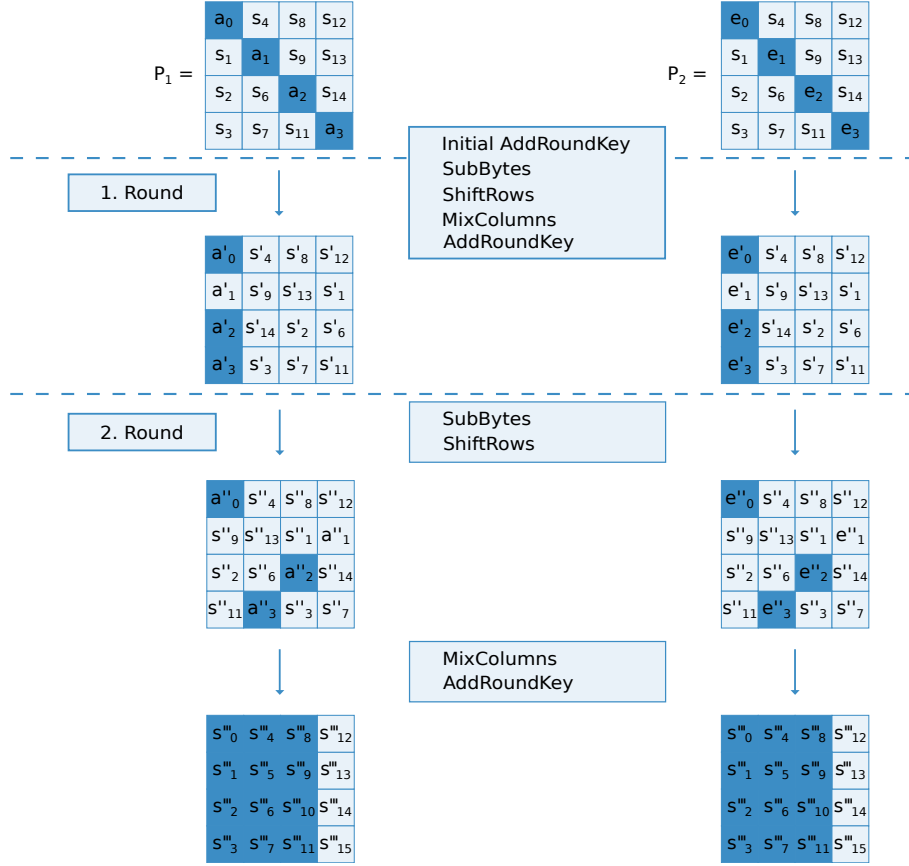 a₀ s₄ s₈ s₁₂ e₀ s₄ s₈ s₁₂
s₁ a₁ s₉ s₁₃ s₁ e₁ s₉ s₁₃
P₁ = P₂ =
s₂ s₆ a₂ s₁₄ s₂ s₆ e₂ s₁₄
s₃ s₇ s₁₁ a₃ s₃ s₇ s₁₁ e₃
Initial AddRoundKey
SubBytes
1. Round
ShiftRows
MixColumns
AddRoundKey
a'₀ s'₄ s'₈ s'₁₂ e'₀ s'₄ s'₈ s'₁₂
a'₁ s'₉ s'₁₃ s'₁ e'₁ s'₉ s'₁₃ s'₁
a'₂ s'₁₄ s'₂ s'₆ e'₂ s'₁₄ s'₂ s'₆
a'₃ s'₃ s'₇ s'₁₁ e'₃ s'₃ s'₇ s'₁₁
SubBytes
2. Round
ShiftRows
a''₀ s''₄ s''₈ s''₁₂ e''₀ s''₄ s''₈ s''₁₂
s''₉ s''₁₃ s''₁ a''₁ s''₉ s''₁₃ s''₁ e''₁
s''₂ s''₆ a''₂ s''₁₄ s''₂ s''₆ e''₂ s''₁₄
s''₁₁ a''₃ s''₃ s''₇ s''₁₁ e''₃ s''₃ s''₇
MixColumns
AddRoundKey
s'''₀ s'''₄ s'''₈ s'''₁₂ s'''₀ s'''₄ s'''₈ s'''₁₂
s'''₁ s'''₅ s'''₉ s'''₁₃ s'''₁ s'''₅ s'''₉ s'''₁₃
s'''₂ s'''₆ s'''₁₀ s'''₁₄ s'''₂ s'''₆ s'''₁₀ s'''₁₄
s'''₃ s'''₇ s'''₁₁ s'''₁₅ s'''₃ s'''₇ s'''₁₁ s'''₁₅